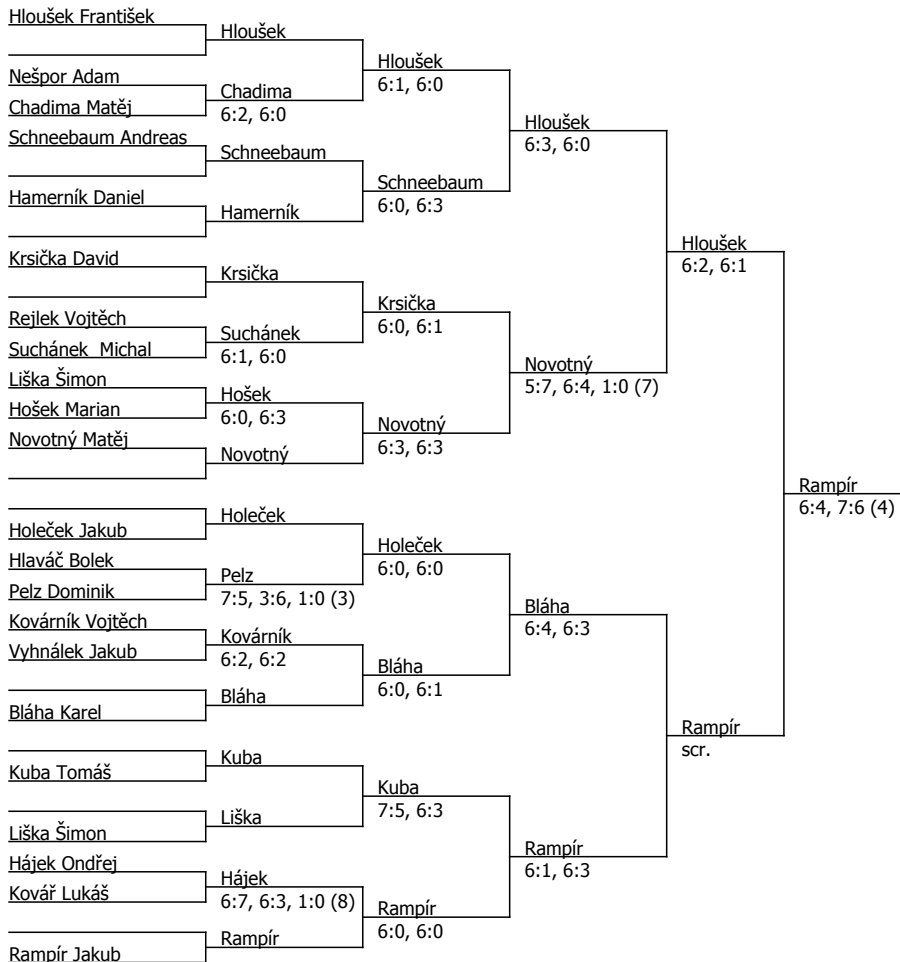 Hloušek František
Hloušek
Hloušek
6:1, 6:0
Nešpor Adam
Chadima
6:2, 6:0
Chadima Matěj
Hloušek
6:3, 6:0
Schneebaum Andreas
Schneebaum
Schneebaum
6:0, 6:3
Hamerník Daniel
Hamerník
Hloušek
6:2, 6:1
Krsička David
Krsička
Krsička
6:0, 6:1
Rejlek Vojtěch
Suchánek
6:1, 6:0
Suchánek  Michal
Novotný
5:7, 6:4, 1:0 (7)
Liška Šimon
Hošek
6:0, 6:3
Hošek Marian
Novotný
6:3, 6:3
Novotný Matěj
Novotný
Rampír
6:4, 7:6 (4)
Holeček
Holeček Jakub
Holeček
6:0, 6:0
Hlaváč Bolek
Pelz
7:5, 3:6, 1:0 (3)
Pelz Dominik
Bláha
6:4, 6:3
Kovárník Vojtěch
Kovárník
6:2, 6:2
Vyhnálek Jakub
Bláha
6:0, 6:1
Bláha
Bláha Karel
Rampír
scr.
Kuba
Kuba Tomáš
Kuba
7:5, 6:3
Liška
Liška Šimon
Rampír
6:1, 6:3
Hájek Ondřej
Hájek
6:7, 6:3, 1:0 (8)
Kovář Lukáš
Rampír
6:0, 6:0
Rampír
Rampír Jakub